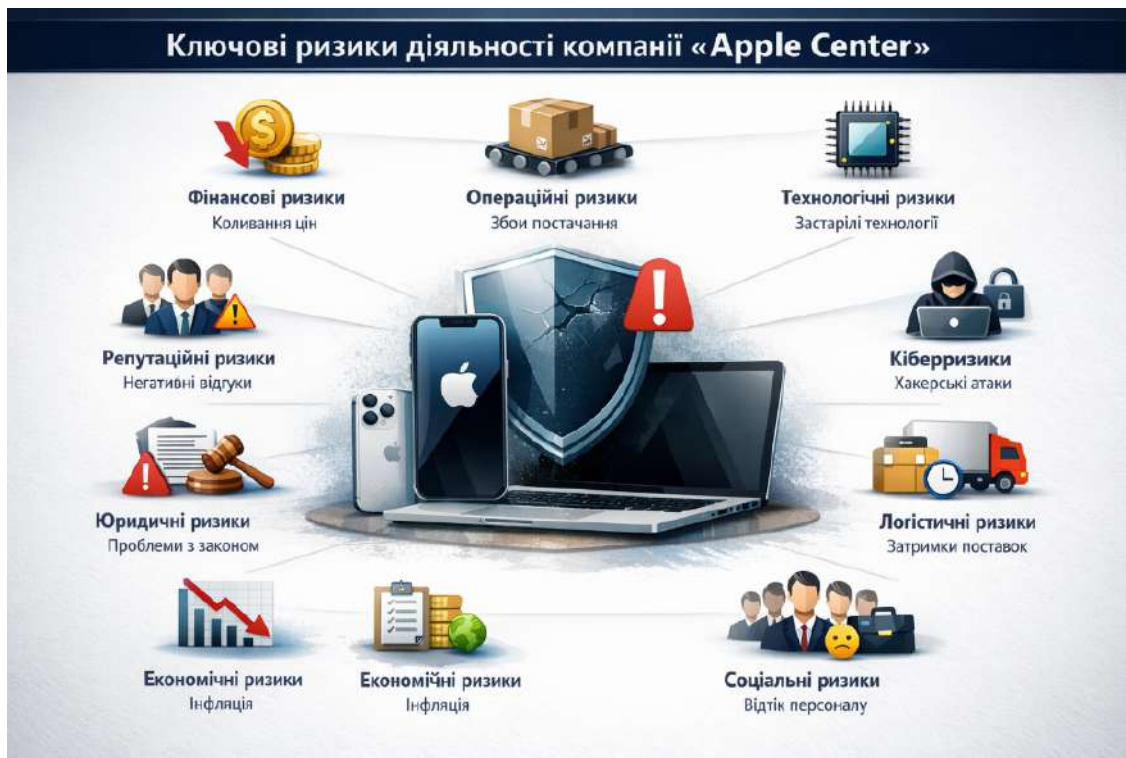 Ключові ризики діяльності компанії «Apple Center»
Фінансові ризики
Коливання цін
Операційні ризики
Збои постачання
Технологічні ризики
Застарілі технології
Репутаційні ризики
Негативні відгуки
Кіберризики
Хакерські атаки
Юридичні ризики
Проблеми з законом
Логістичні ризики
Затримки поставок
Економічні ризики
Інфляція
Економічні ризики
Інфляція
Соціальні ризики
Відтік персоналу